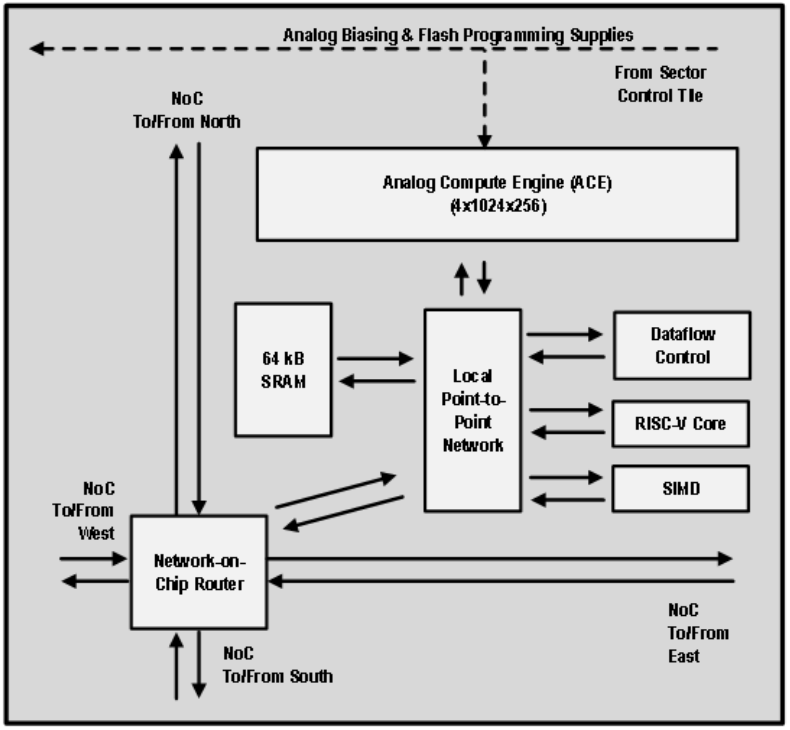 Analog Biasing & Flash Programming Supplies
From Sector
Control Tile
NoC
To/From North
Analog Compute Engine (ACE)
(4x1024x256)
64 kB
SRAM
Local
Point-to-
Point
Network
Dataflow
Control
RISC-V Core
SIMD
NoC
To/From
West
Network-on-
Chip Router
NoC
To/From
East
NoC
To/From South